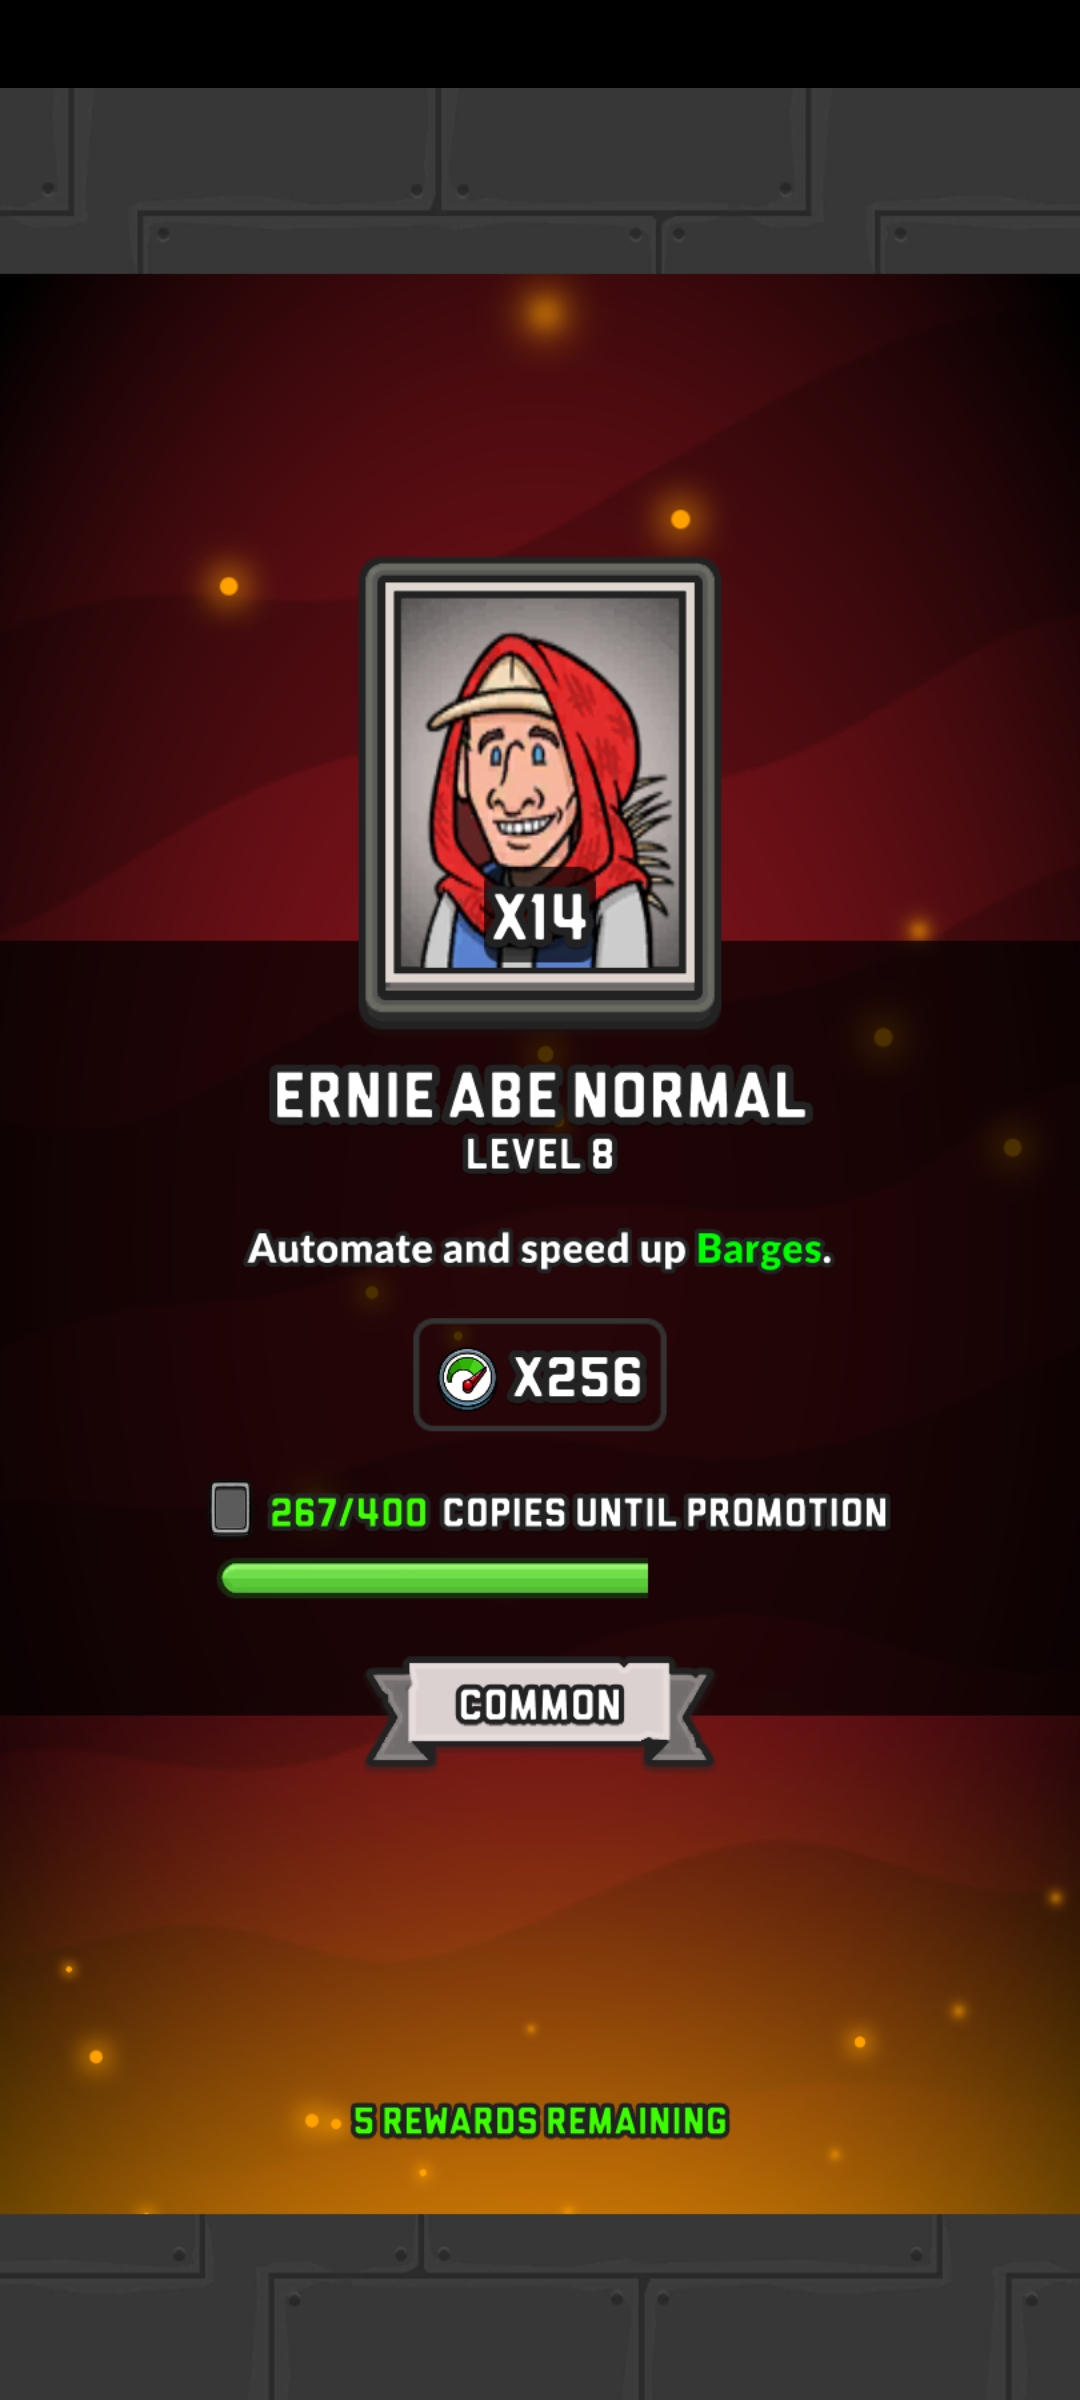 X14
ERNIE ABE NORMAL
LEVEL 8
Automate and speed up Barges.
X256
267/400 COPIES UNTIL PROMOTION
COMMON
5 REWARDS REMAINING